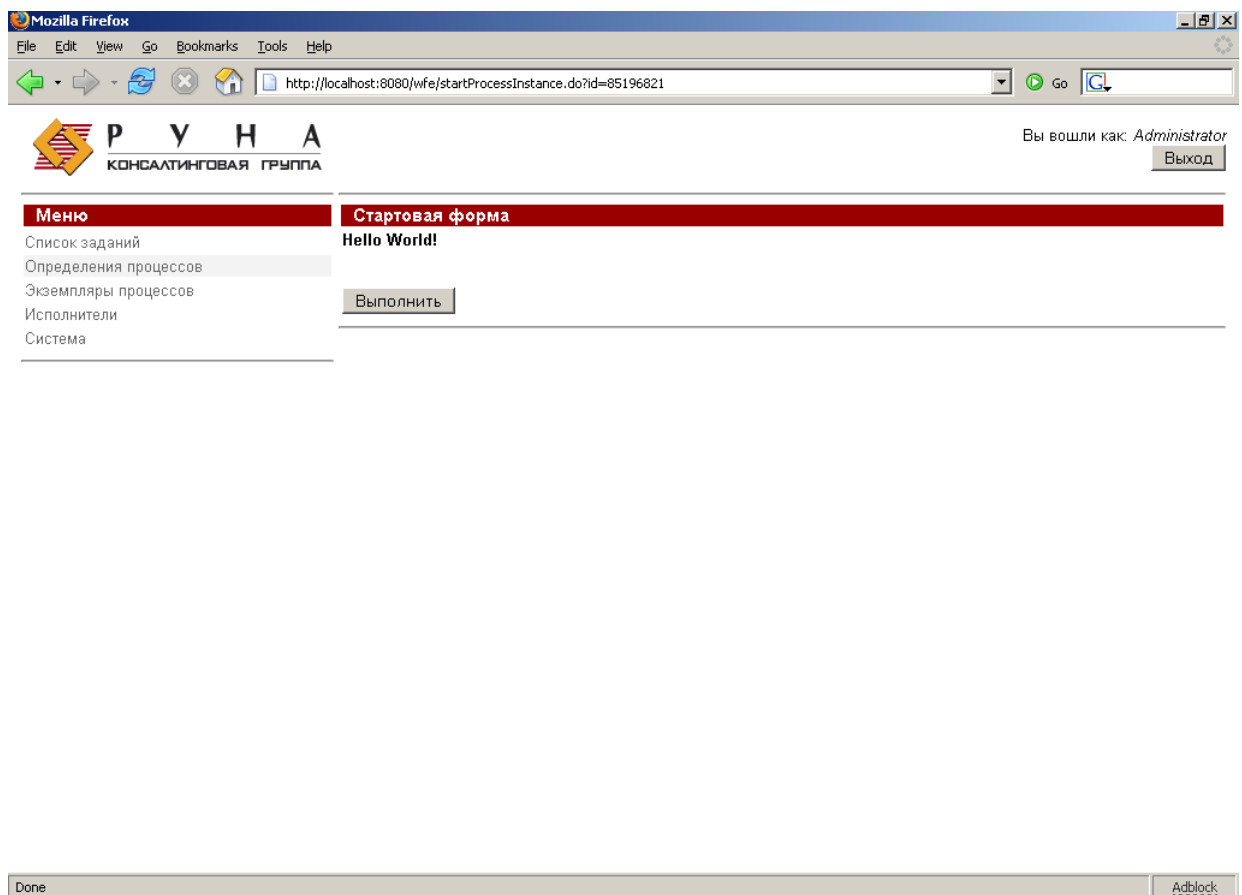 Mozilla Firefox
File Edit View Go Bookmarks Tools Help
http://localhost:8080/wfe/startProcessInstance.do?id=85196821 Go G
Р У Н А
КОНСАЛТИНГОВАЯ ГРУППА
Вы вошли как: Administrator
Выход
Меню
Список заданий
Определения процессов
Экземпляры процессов
Исполнители
Система
Стартовая форма
Hello World!
Выполнить
Done Adblock